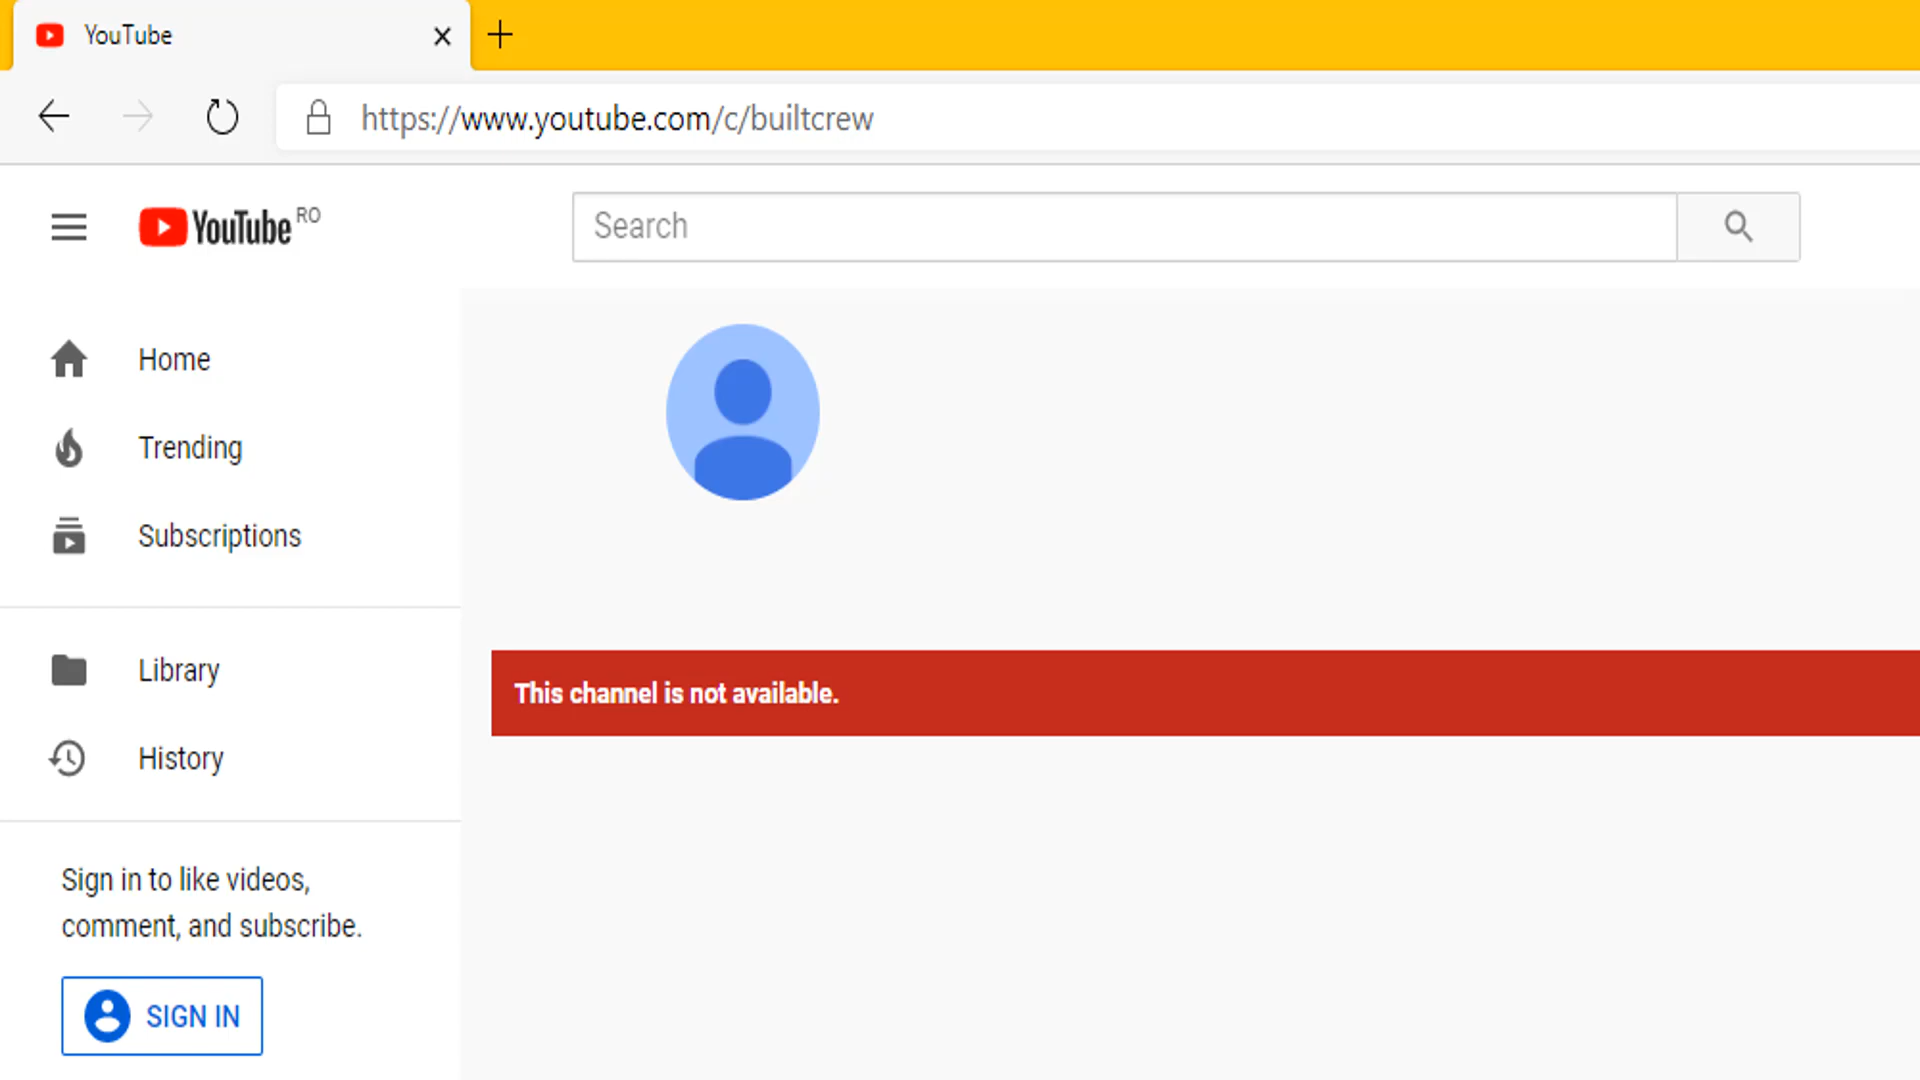 YouTube
https://www.youtube.com/c/builtcrew
YouTube RO
Search
Home
Trending
Subscriptions
This channel is not available.
Library
History
Sign in to like videos,
comment, and subscribe.
SIGN IN